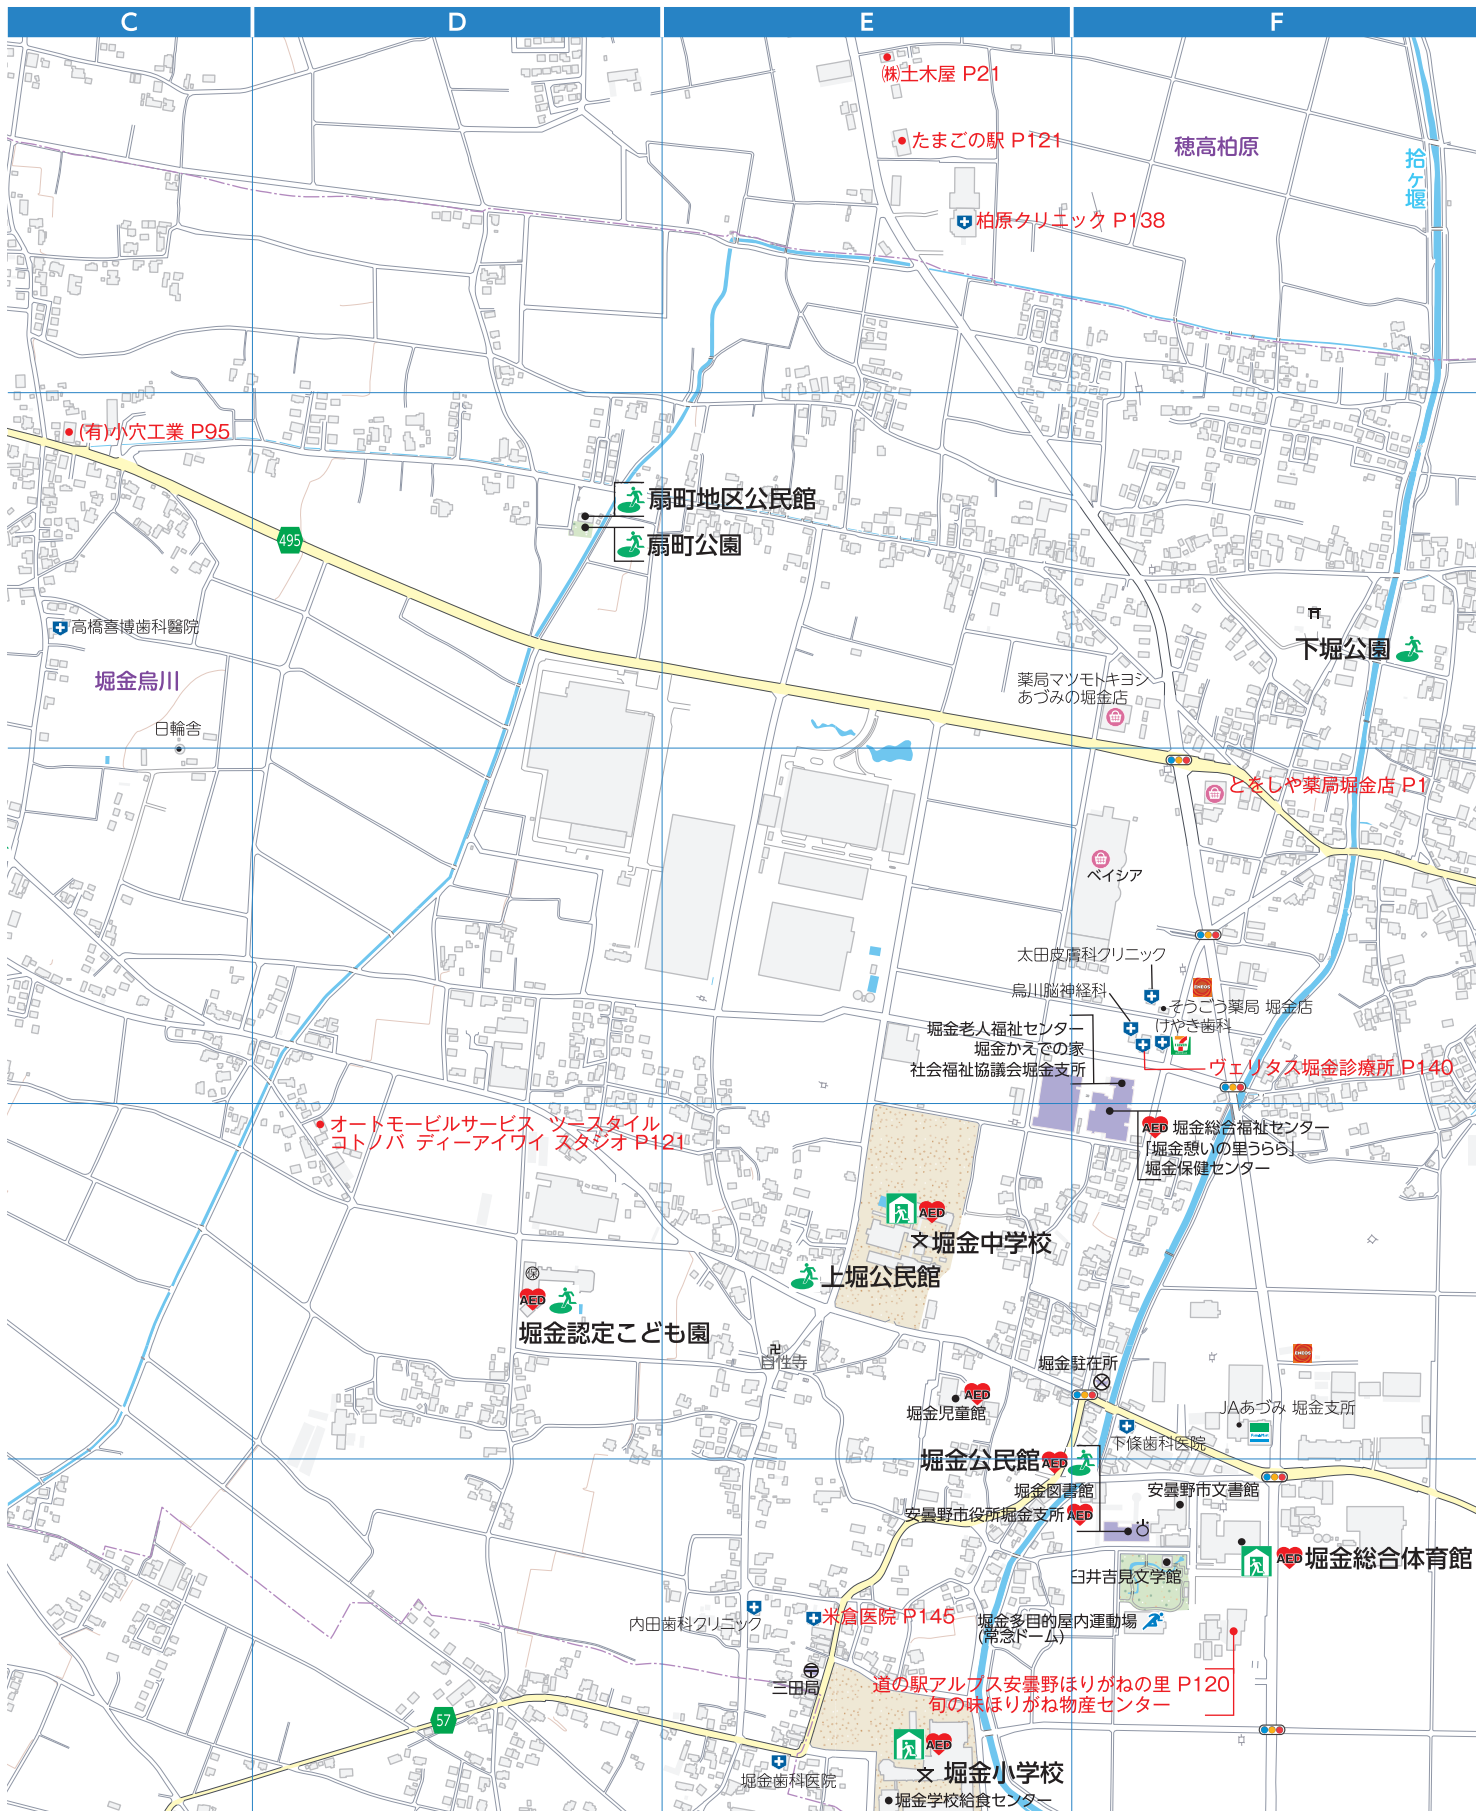 C
D
E
F
㈱土木屋 P21
たまごの駅 P121
穂高柏原
拾ヶ堰
柏原クリニック P138
(有)小穴工業 P95
扇町地区公民館
扇町公園
495
高橋喜博歯科醫院
下堀公園
堀金烏川
薬局マツモトキヨシ
あづみの堀金店
日輪舎
とをしや薬局堀金店 P1
ベイシア
太田皮膚科クリニック
烏川脳神経科
ENEOS
そうごう薬局 堀金店
けやき歯科
堀金老人福祉センター
堀金かえでの家
社会福祉協議会堀金支所
ヴェリタス堀金診療所 P140
オートモービルサービス ツースタイル
コトノバ ディーアイワイ スタジオ P121
AED 堀金総合福祉センター
「堀金憩いの里うらら」
堀金保健センター
AED
堀金中学校
上堀公民館
保
AED
堀金認定こども園
自性寺
堀金駐在所
ENEOS
AED
堀金児童館
JAあづみ 堀金支所
下條歯科医院
堀金公民館 AED
堀金図書館
安曇野市文書館
安曇野市役所堀金支所 AED
AED 堀金総合体育館
臼井吉見文学館
内田歯科クリニック
米倉医院 P145
堀金多目的屋内運動場
(常念ドーム)
三田局
道の駅アルプス安曇野ほりがねの里 P120
旬の味ほりがね物産センター
57
AED
堀金小学校
堀金歯科医院
堀金学校給食センター